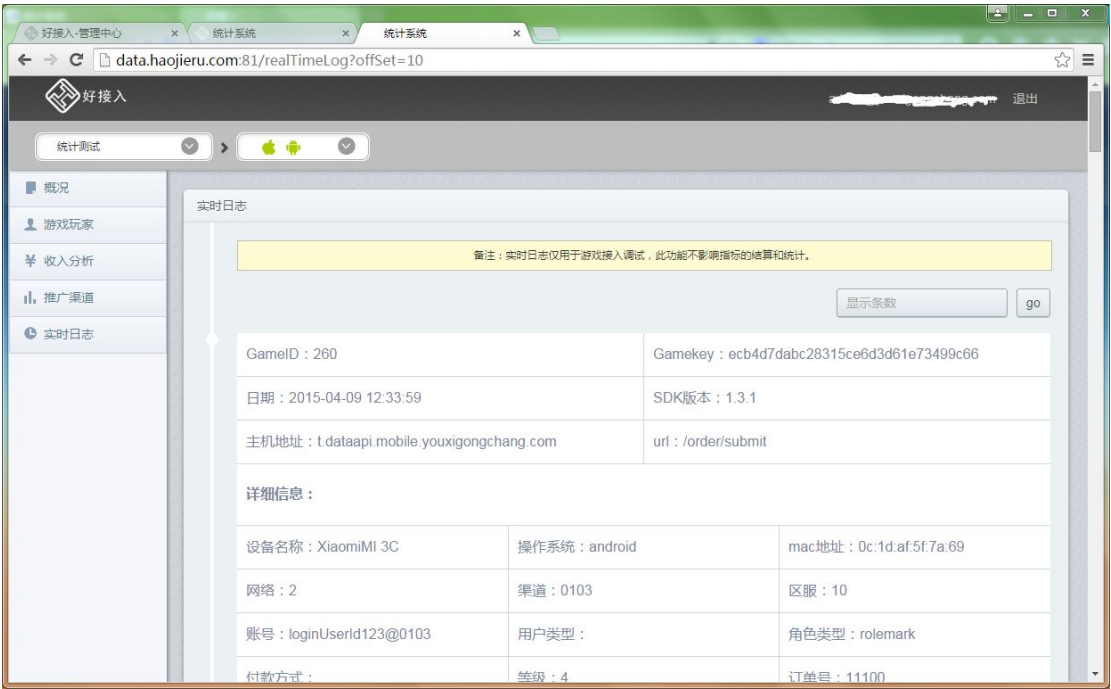 好接入-管理中心 统计系统 统计系统
data.haojieru.com:81/realTimeLog?offSet=10
好接入 退出
统计测试
概况
游戏玩家
收入分析
推广渠道
实时日志
实时日志
备注：实时日志仅用于游戏接入调试，此功能不影响指标的结算和统计。
显示条数 go
GameID：260 Gamekey：ecb4d7dabc28315ce6d3d61e73499c66
日期：2015-04-09 12:33:59 SDK版本：1.3.1
主机地址：t.dataapi.mobile.youxigongchang.com url：/order/submit
详细信息：
设备名称：XiaomiMI 3C 操作系统：android mac地址：0c:1d:af:5f:7a:69
网络：2 渠道：0103 区服：10
账号：loginUserId123@0103 用户类型： 角色类型：rolemark
付款方式： 等级：4 订单号：11100